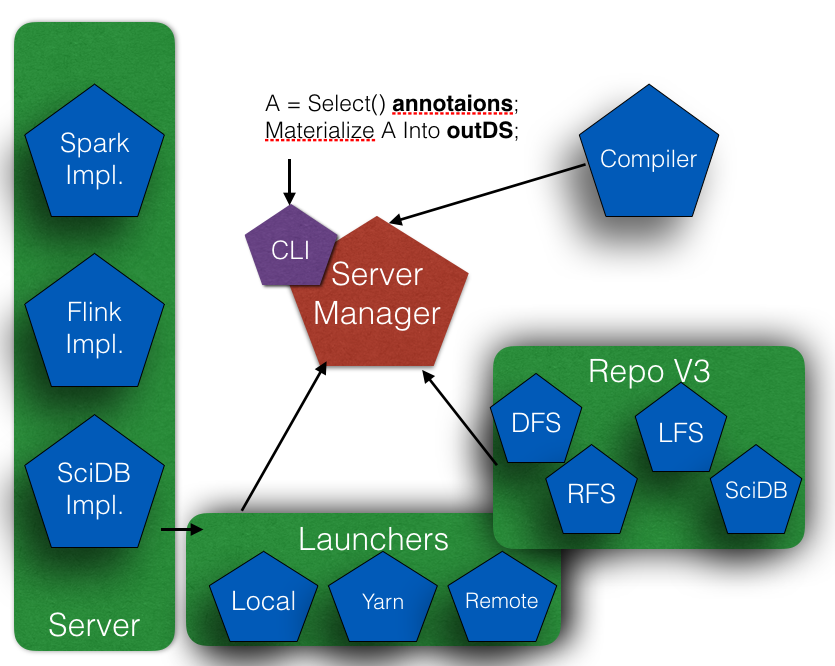 A = Select() annotaions;
Materialize A Into outDS;
Spark
Impl.
Compiler
CLI
Server
Manager
Flink
Impl.
Repo V3
DFS
LFS
RFS
SciDB
SciDB
Impl.
Launchers
Local
Yarn
Remote
Server